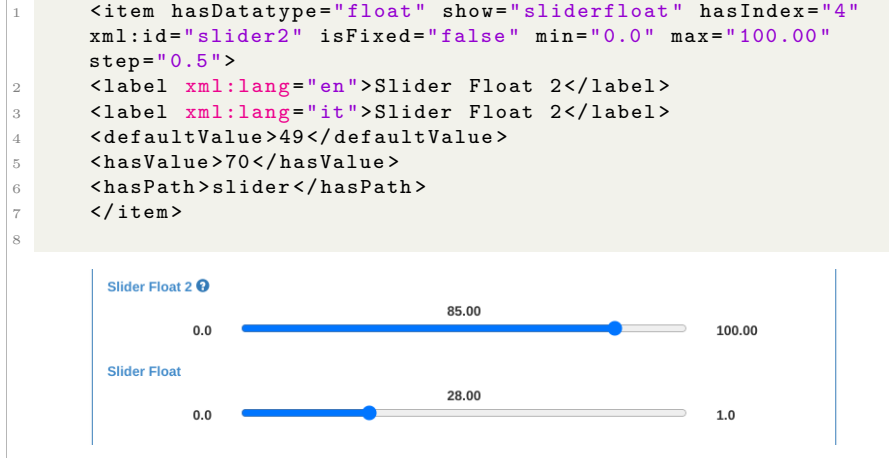 1 <item hasDatatype="float" show="sliderfloat" hasIndex="4"
xml:id="slider2" isFixed="false" min="0.0" max="100.00"
step="0.5">
2 <label xml:lang="en">Slider Float 2</label>
3 <label xml:lang="it">Slider Float 2</label>
4 <defaultValue>49</defaultValue>
5 <hasValue>70</hasValue>
6 <hasPath>slider</hasPath>
7 </item>
8
Slider Float 2 ?
85.00
0.0 100.00
Slider Float
28.00
0.0 1.0